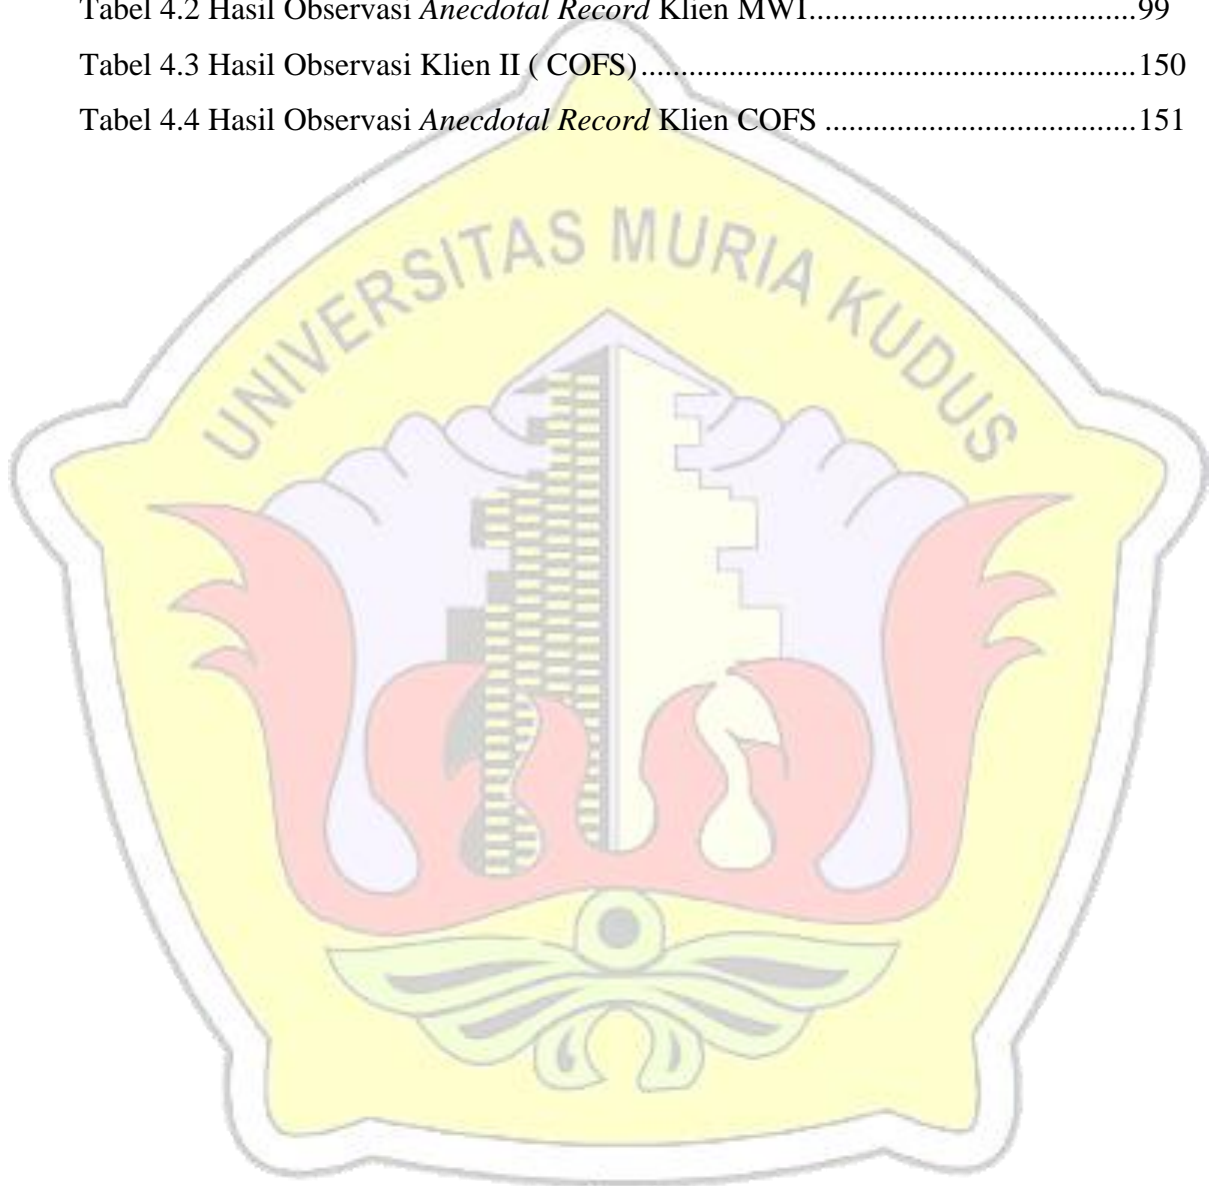 Tabel 4.2 Hasil Observasi Anecdotal Record Klien MWI...................................99
Tabel 4.3 Hasil Observasi Klien II ( COFS).....................................................150
Tabel 4.4 Hasil Observasi Anecdotal Record Klien COFS .................................151
UNIVERSITAS MURIA KUDUS